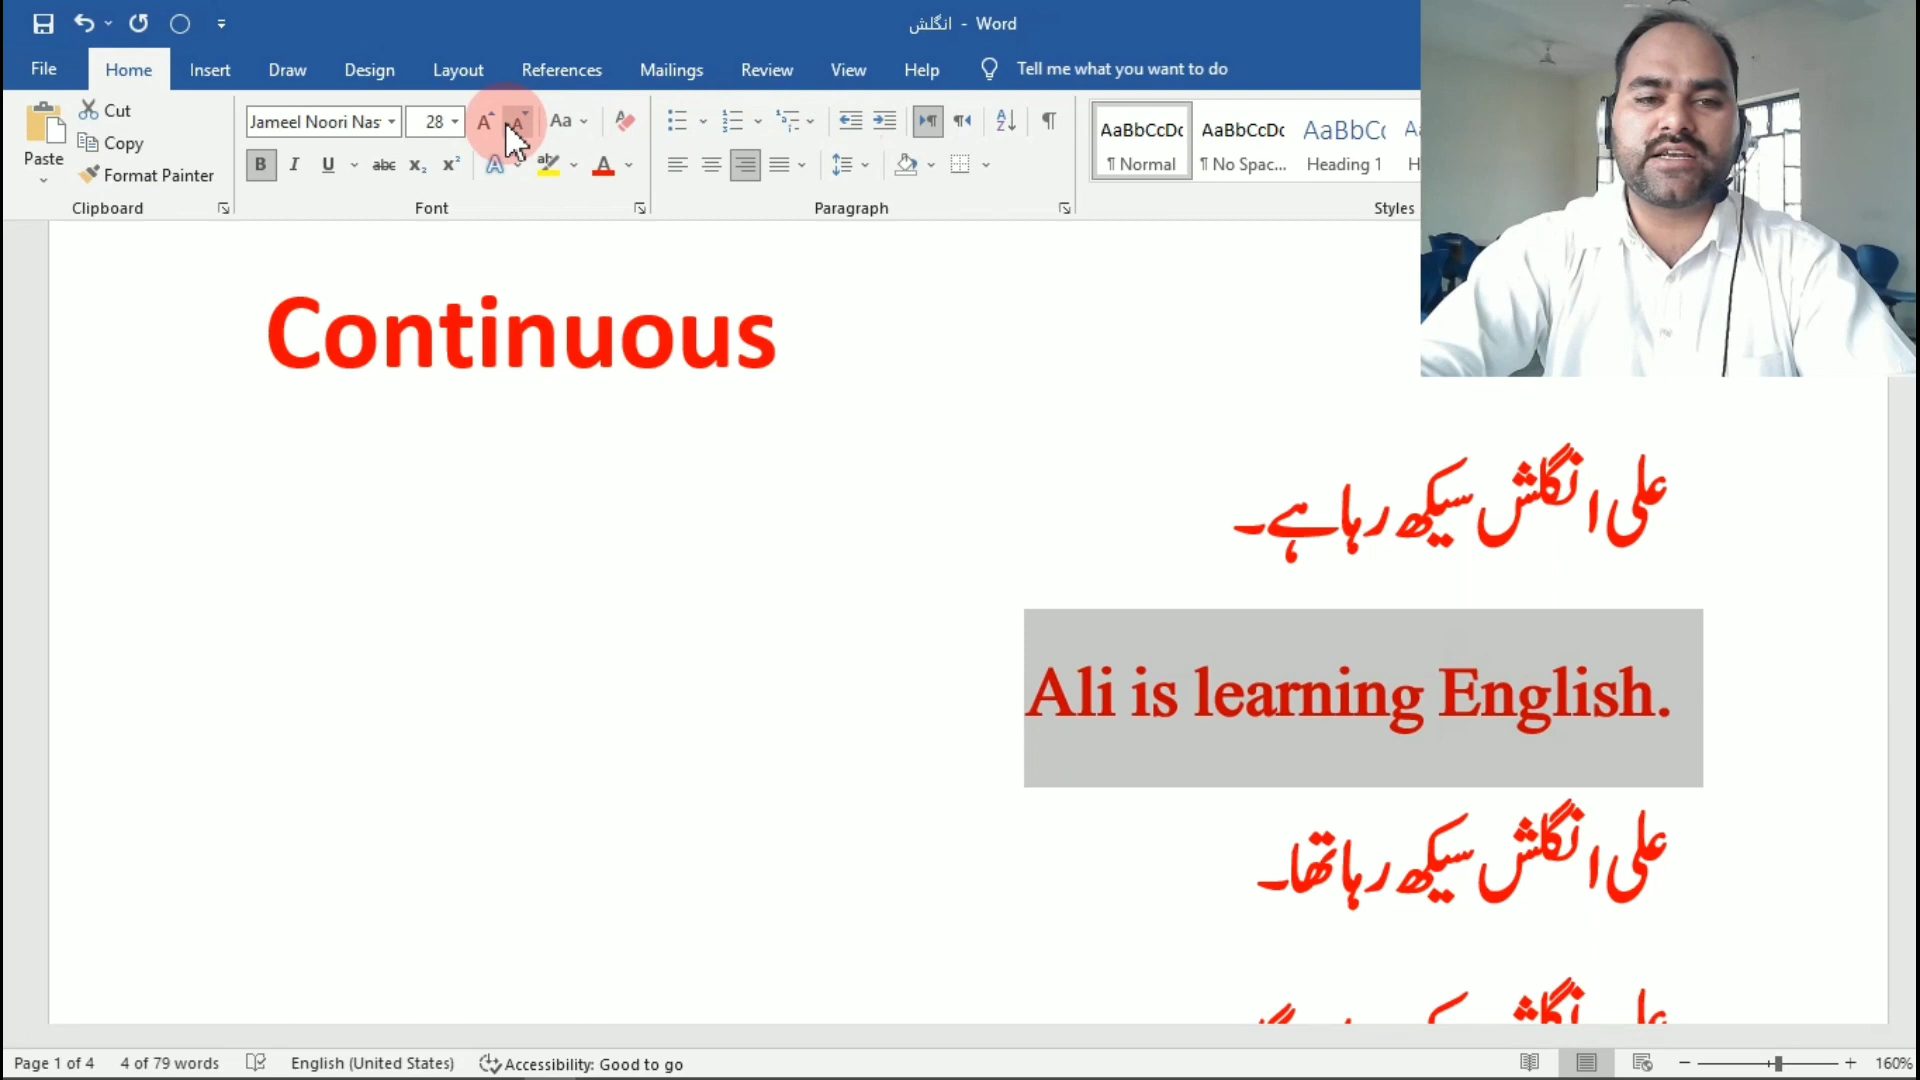 انگلش - Word
File Home Insert Draw Design Layout References Mailings Review View Help Tell me what you want to do
Paste
Cut
Copy
Format Painter
Clipboard
Jameel Noori Nas 28
Font
Paragraph
AaBbCcDc AaBbCcDc AaBbC
¶ Normal ¶ No Spac... Heading 1
Styles
Continuous
علی انگلش سیکھ رہا ہے۔
Ali is learning English.
علی انگلش سیکھ رہا تھا۔
Page 1 of 4 4 of 79 words English (United States) Accessibility: Good to go 160%